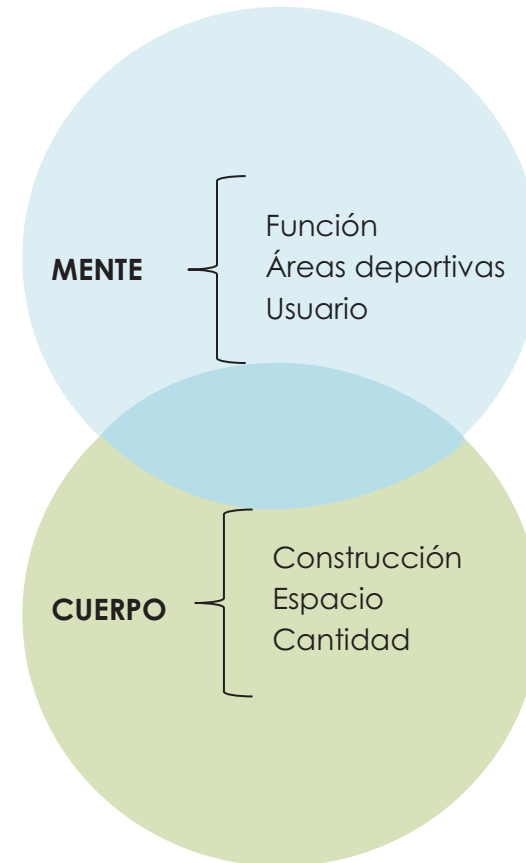 MENTE
Función
Áreas deportivas
Usuario
CUERPO
Construcción
Espacio
Cantidad